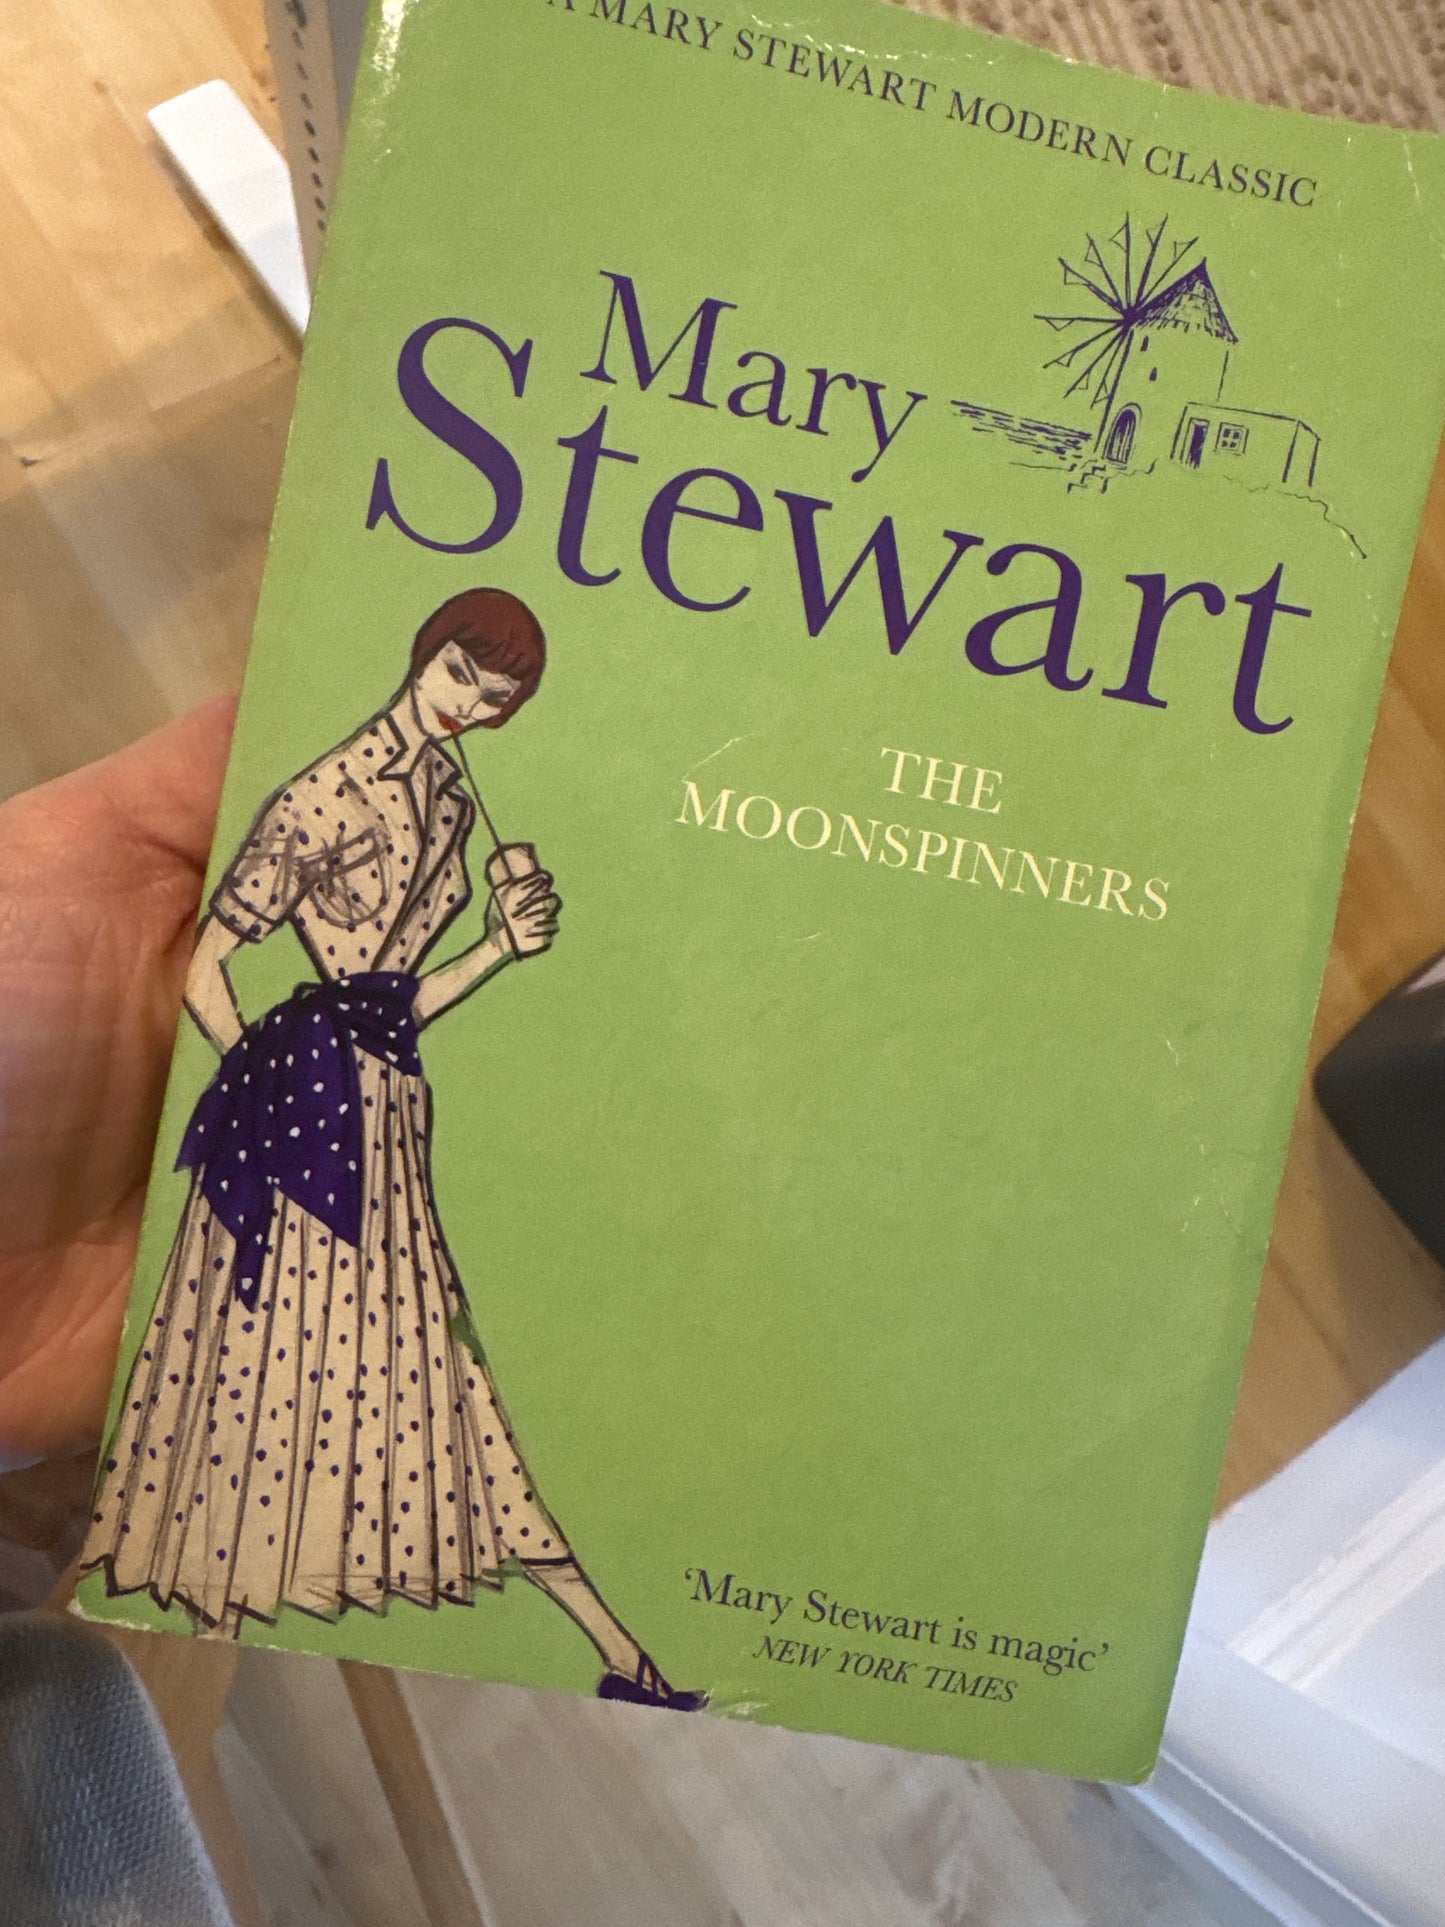 A MARY STEWART MODERN CLASSIC
Mary
Stewart
THE
MOONSPINNERS
‘Mary Stewart is magic’
NEW YORK TIMES